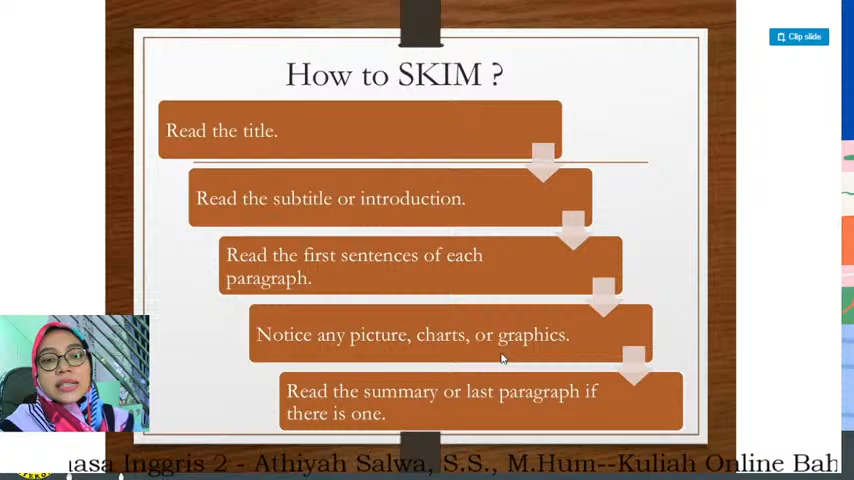 Clip slide
How to SKIM ?
Read the title.
Read the subtitle or introduction.
Read the first sentences of each
paragraph.
Notice any picture, charts, or graphics.
Read the summary or last paragraph if
there is one.
asa Inggris 2 - Athiyah Salwa, S.S., M.Hum--Kuliah Online Bah